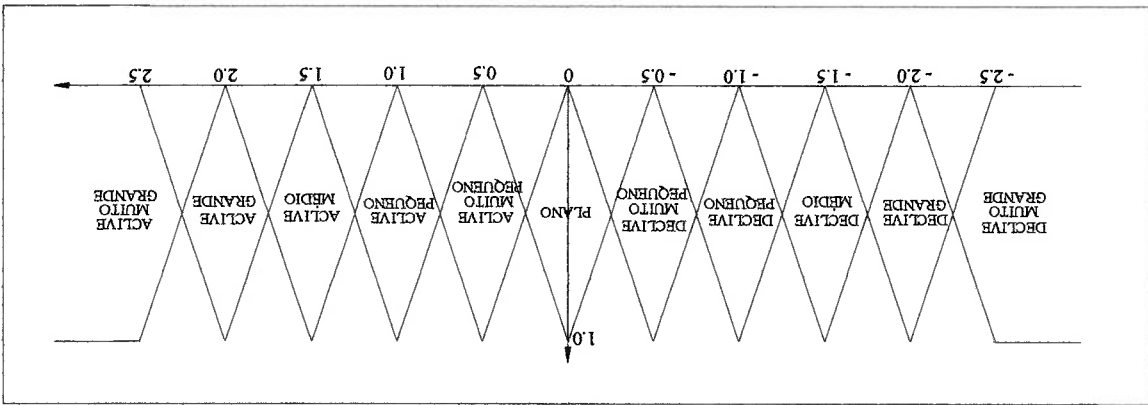 1.0
DECLIVE
MUITO
GRANDE
DECLIVE
GRANDE
DECLIVE
MÉDIO
DECLIVE
PEQUENO
DECLIVE
MUITO
PEQUENO
PLANO
ACLIVE
MUITO
PEQUENO
ACLIVE
PEQUENO
ACLIVE
MÉDIO
ACLIVE
GRANDE
ACLIVE
MUITO
GRANDE
- 2.5 - 2.0 - 1.5 - 1.0 - 0.5 0 0.5 1.0 1.5 2.0 2.5